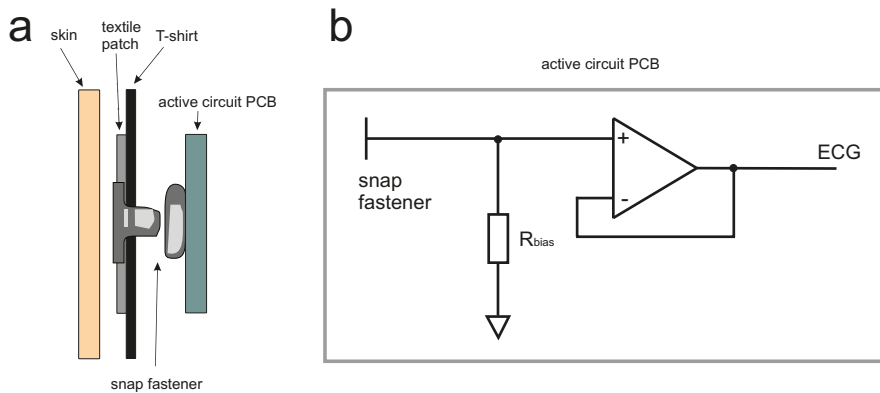 a
skin
textile
patch
T-shirt
active circuit PCB
snap fastener
b
active circuit PCB
snap
fastener
Rbias
+
-
ECG